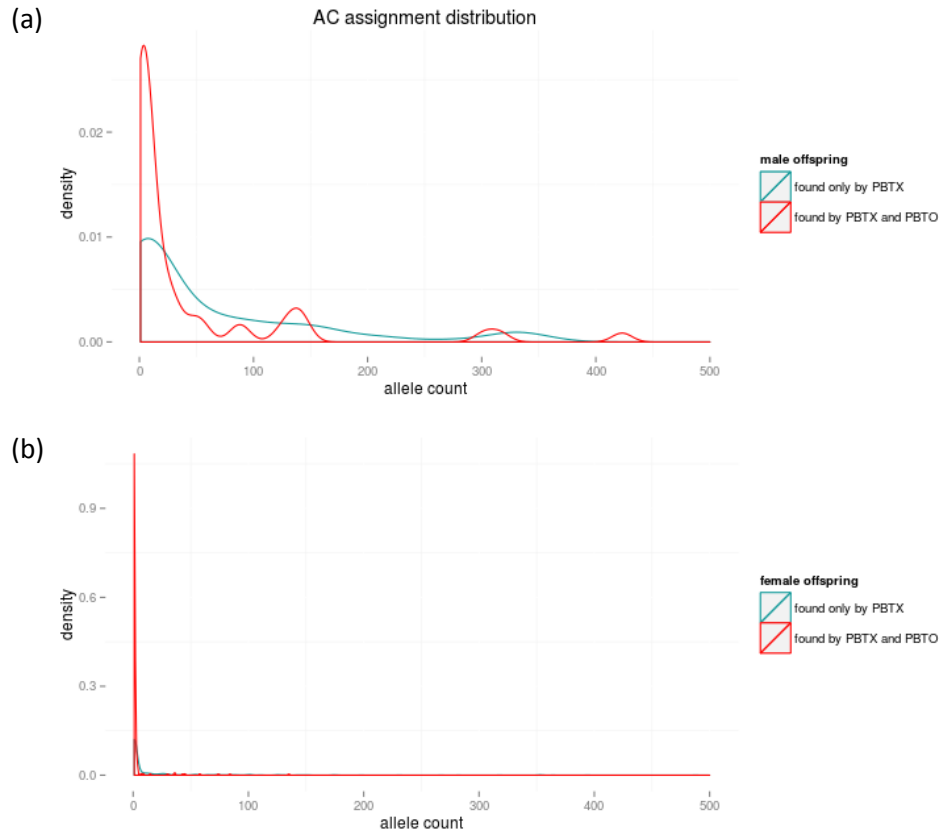 (a)
AC assignment distribution
0.02
0.01
0.00
density
0 100 200 300 400 500
allele count
male offspring
found only by PBTX
found by PBTX and PBTO
(b)
0.9
0.6
0.3
0.0
density
0 100 200 300 400 500
allele count
female offspring
found only by PBTX
found by PBTX and PBTO